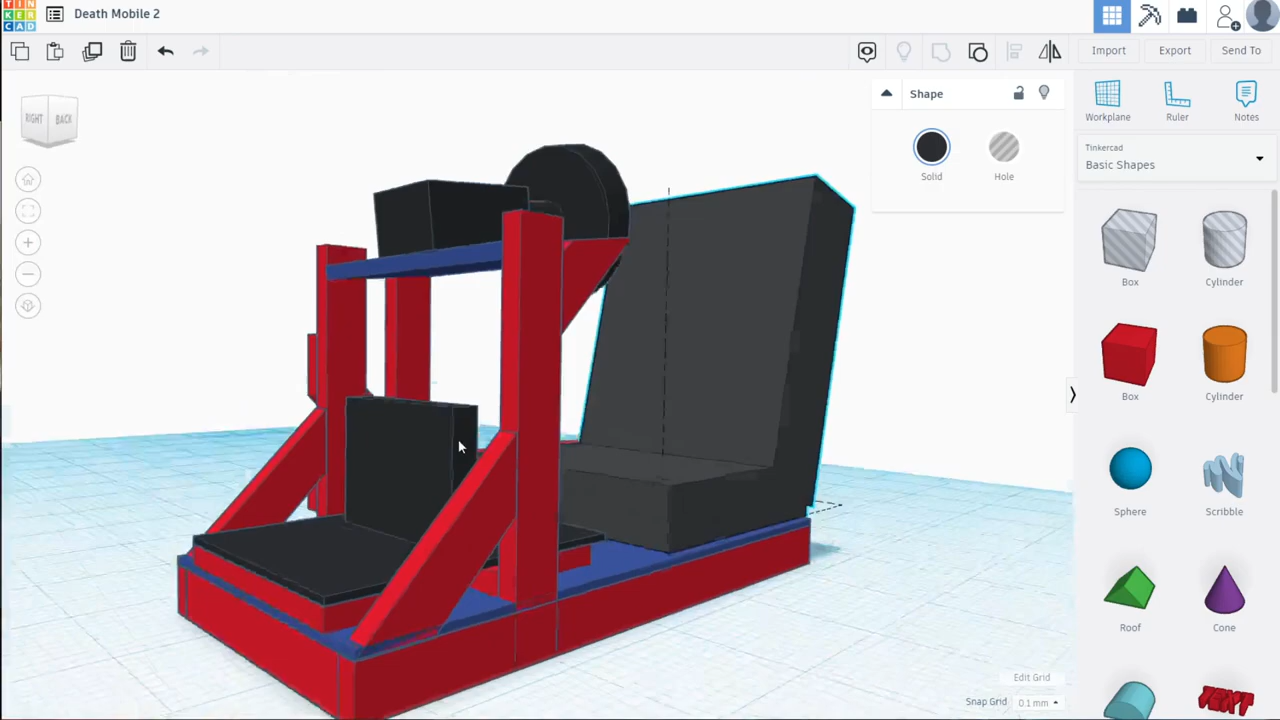 TIN
KER
CAD
Death Mobile 2
Import
Export
Send To
RIGHT
BACK
Shape
Solid
Hole
Workplane
Ruler
Notes
Tinkercad
Basic Shapes
Box
Cylinder
Box
Cylinder
Sphere
Scribble
Roof
Cone
TEXT
Edit Grid
Snap Grid
0.1 mm